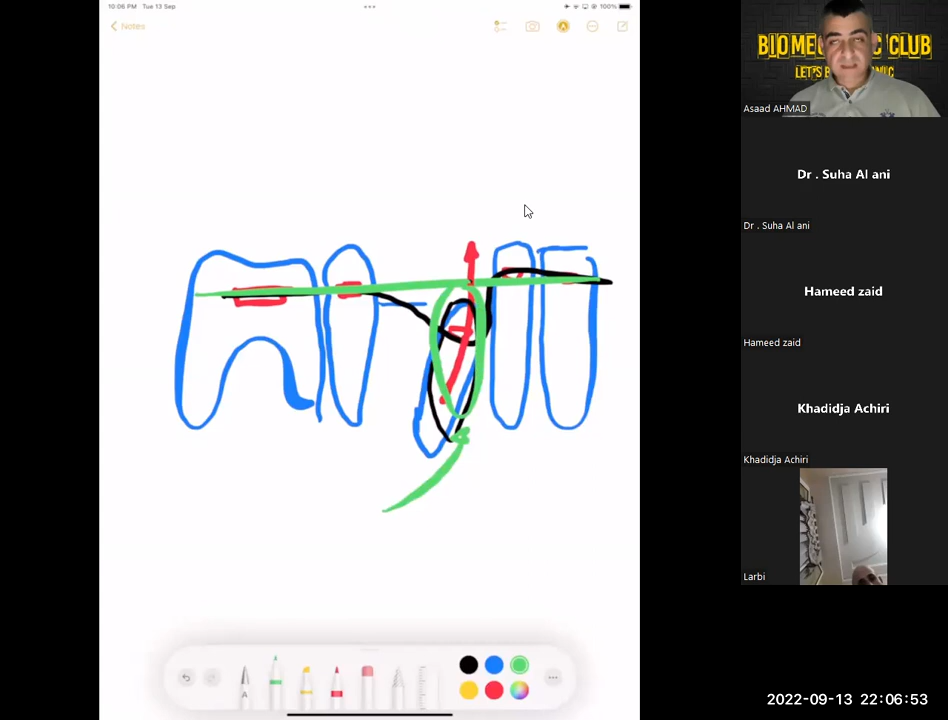 10:06 PM Tue 13 Sep
100%
Notes
BIOMEC IC CLUB
LET'S B NIC
Asaad AHMAD
Dr . Suha Al ani
Dr . Suha Al ani
Hameed zaid
Hameed zaid
Khadidja Achiri
Khadidja Achiri
Larbi
A
2022-09-13 22:06:53